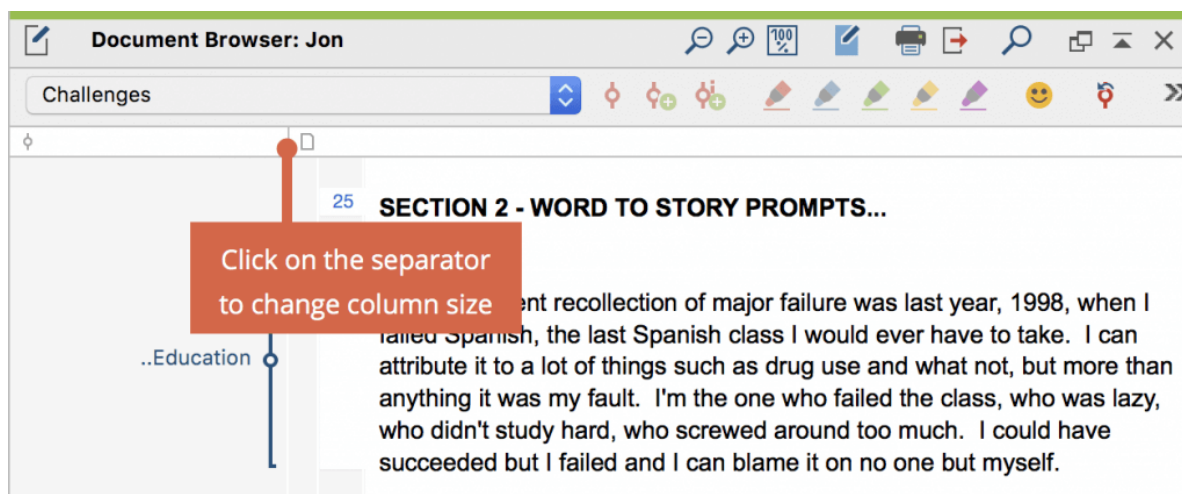 Document Browser: Jon
100
%
Challenges
25
SECTION 2 - WORD TO STORY PROMPTS...
Click on the separator
to change column size
recollection of major failure was last year, 1998, when I
failed Spanish, the last Spanish class I would ever have to take. I can
..Education
attribute it to a lot of things such as drug use and what not, but more than
anything it was my fault. I'm the one who failed the class, who was lazy,
who didn't study hard, who screwed around too much. I could have
succeeded but I failed and I can blame it on no one but myself.